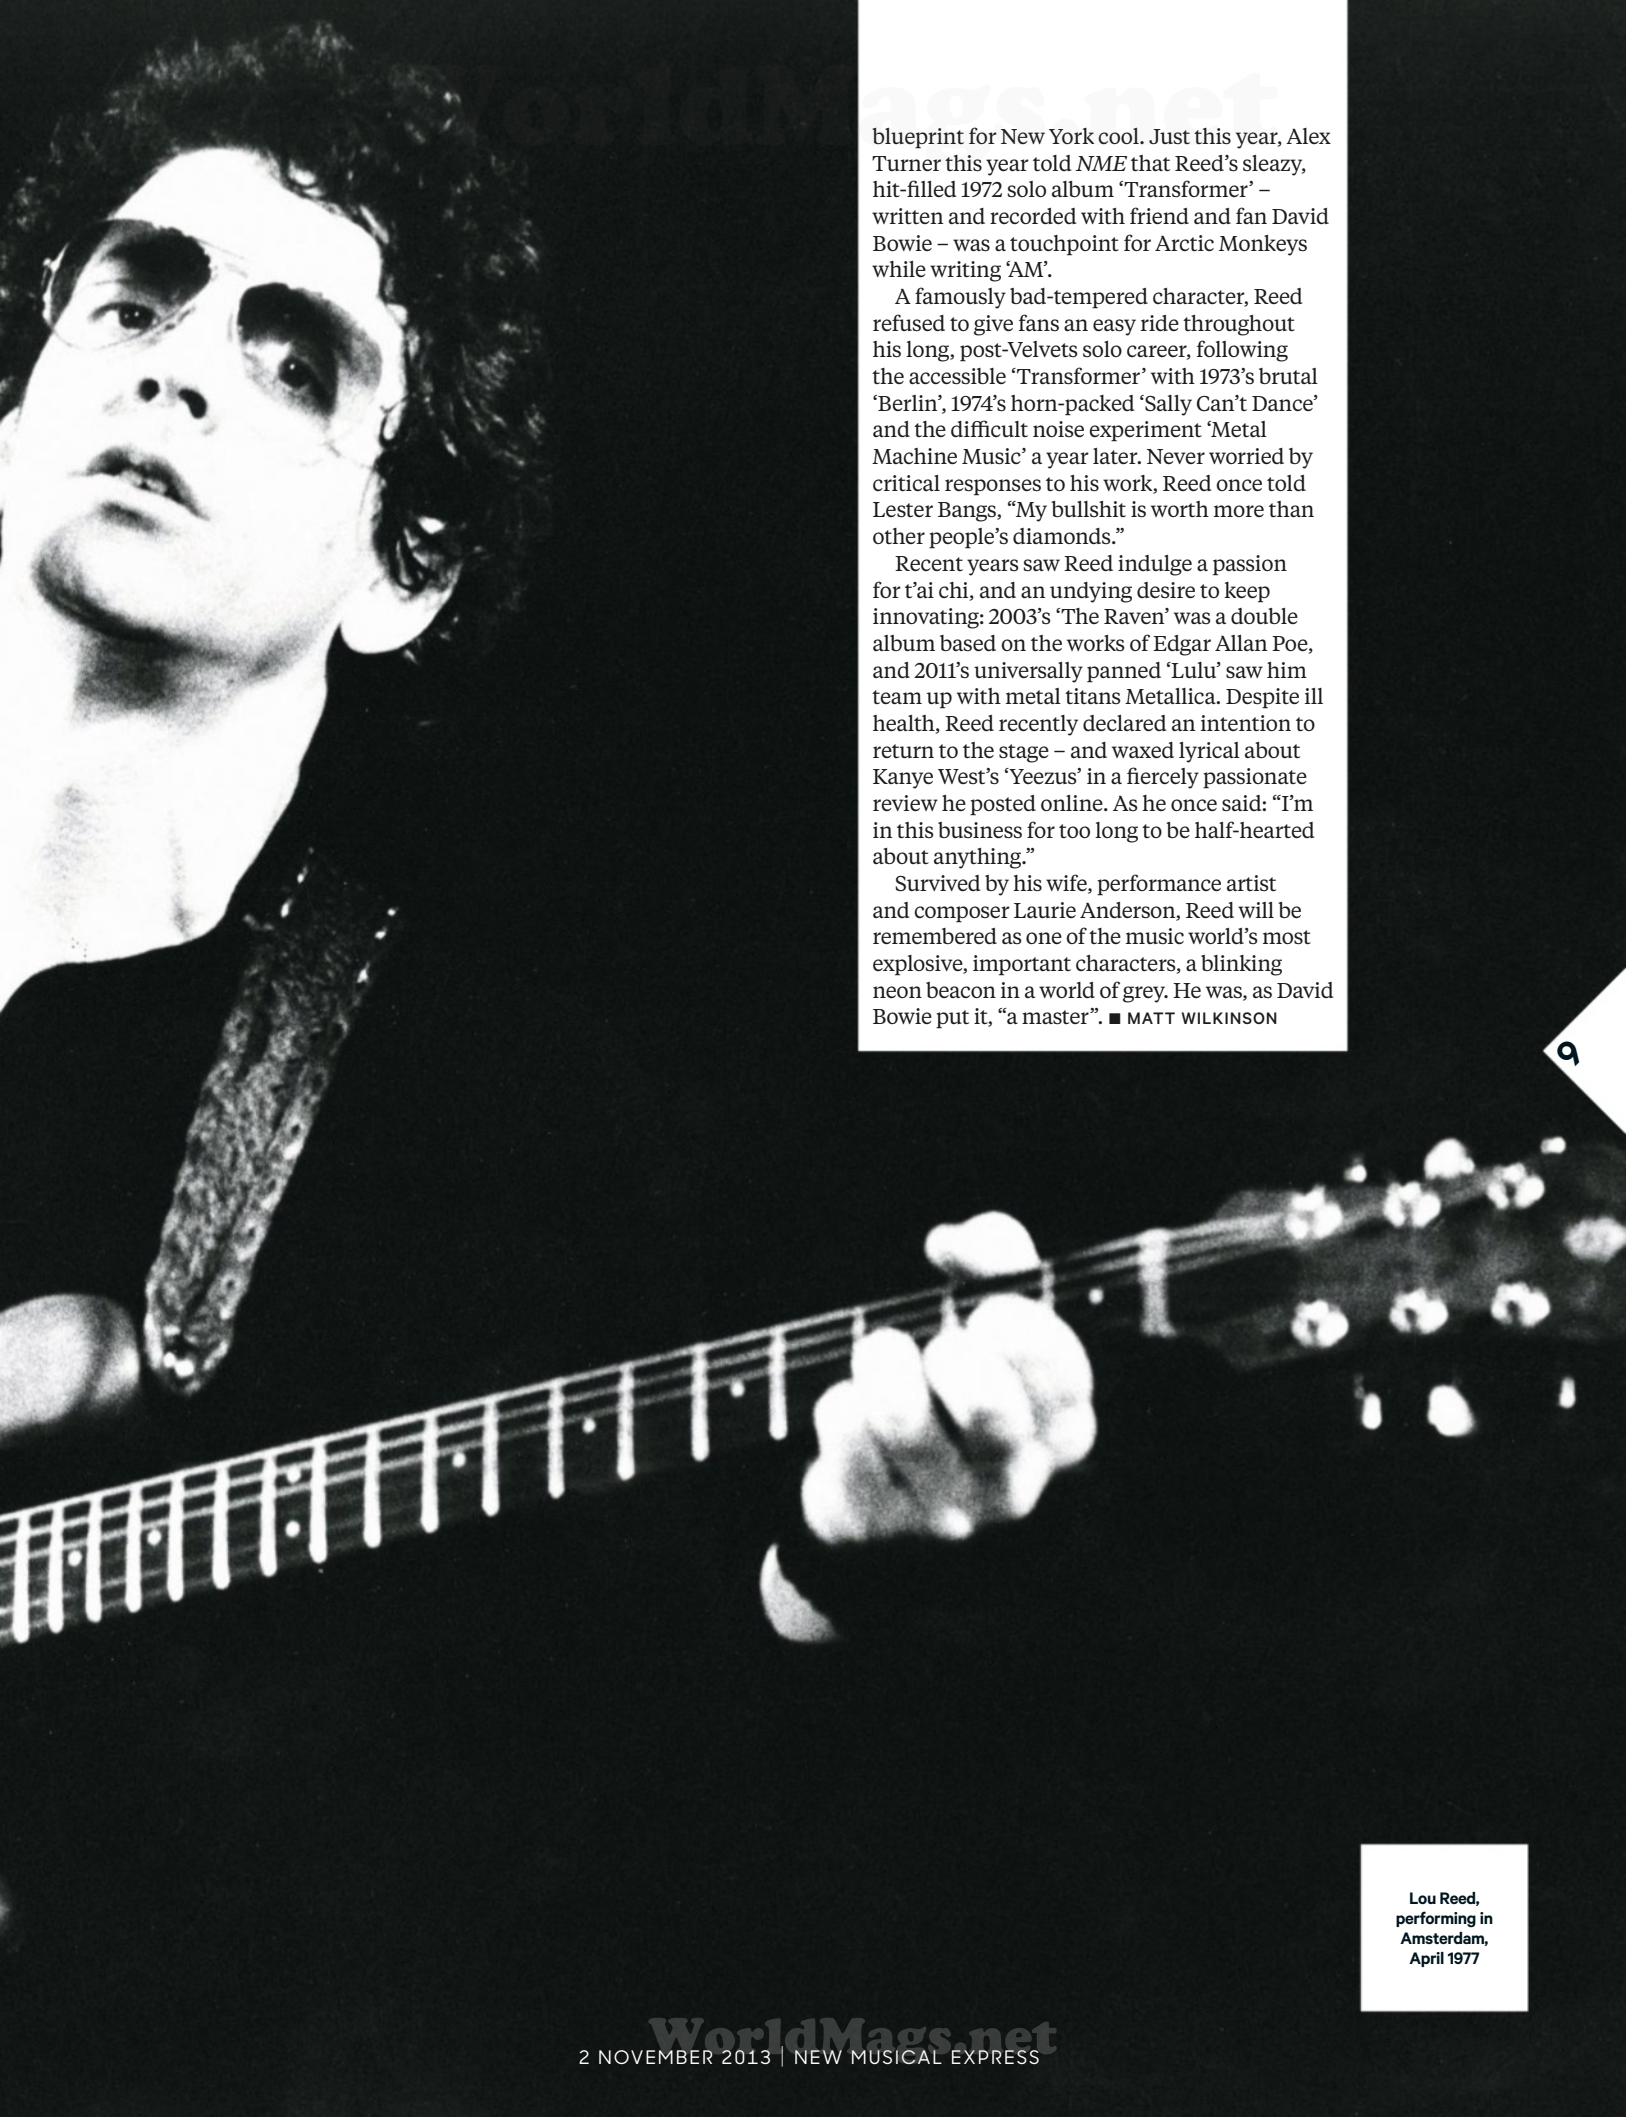 WorldMags.net
blueprint for New York cool. Just this year, Alex
Turner this year told NME that Reed’s sleazy,
hit-filled 1972 solo album ‘Transformer’ –
written and recorded with friend and fan David
Bowie – was a touchpoint for Arctic Monkeys
while writing ‘AM’.
A famously bad-tempered character, Reed
refused to give fans an easy ride throughout
his long, post-Velvets solo career, following
the accessible ‘Transformer’ with 1973’s brutal
‘Berlin’, 1974’s horn-packed ‘Sally Can’t Dance’
and the difficult noise experiment ‘Metal
Machine Music’ a year later. Never worried by
critical responses to his work, Reed once told
Lester Bangs, “My bullshit is worth more than
other people’s diamonds.”
Recent years saw Reed indulge a passion
for t’ai chi, and an undying desire to keep
innovating: 2003’s ‘The Raven’ was a double
album based on the works of Edgar Allan Poe,
and 2011’s universally panned ‘Lulu’ saw him
team up with metal titans Metallica. Despite ill
health, Reed recently declared an intention to
return to the stage – and waxed lyrical about
Kanye West’s ‘Yeezus’ in a fiercely passionate
review he posted online. As he once said: “I’m
in this business for too long to be half-hearted
about anything.”
Survived by his wife, performance artist
and composer Laurie Anderson, Reed will be
remembered as one of the music world’s most
explosive, important characters, a blinking
neon beacon in a world of grey. He was, as David
Bowie put it, “a master”. ■ MATT WILKINSON
9
Lou Reed,
performing in
Amsterdam,
April 1977
WorldMags.net
2 NOVEMBER 2013 | NEW MUSICAL EXPRESS